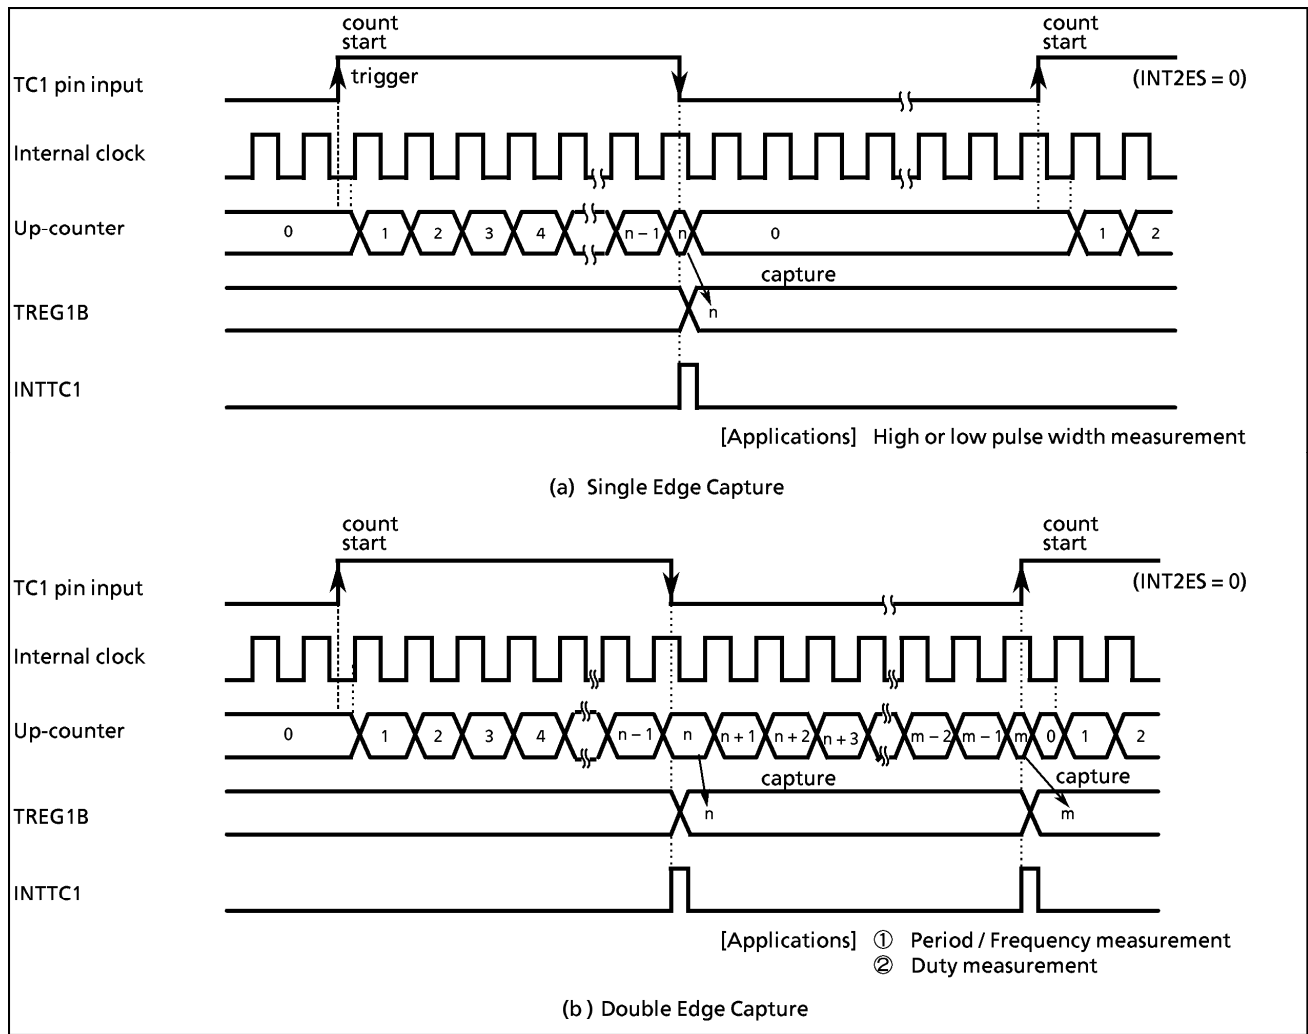 count
start
TC1 pin input
trigger
count
start
(INT2ES = 0)
Internal clock
Up-counter
0 1 2 3 4 n – 1 n 0 1 2
capture
TREG1B
n
INTTC1
[Applications] High or low pulse width measurement
(a) Single Edge Capture
count
start
TC1 pin input
count
start
(INT2ES = 0)
Internal clock
Up-counter
0 1 2 3 4 n – 1 n n + 1 n + 2 n + 3 m – 2 m – 1 m 0 1 2
capture
capture
TREG1B
n
m
INTTC1
[Applications] ① Period / Frequency measurement
② Duty measurement
(b ) Double Edge Capture